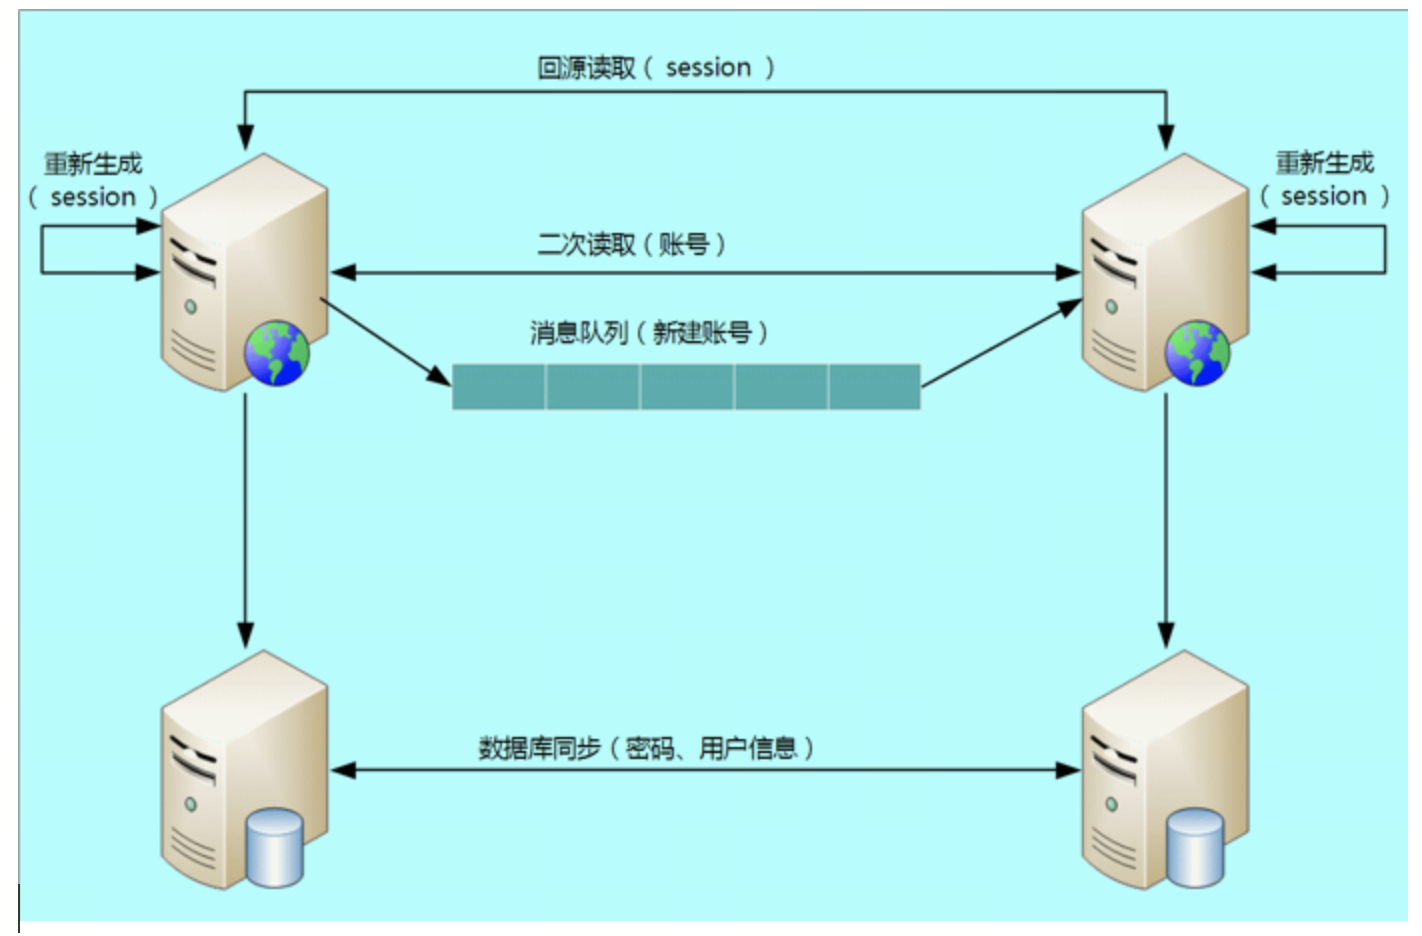 回源读取（ session ）
重新生成
（ session ）
重新生成
（ session ）
二次读取（账号）
消息队列（新建账号）
数据库同步（密码、用户信息）